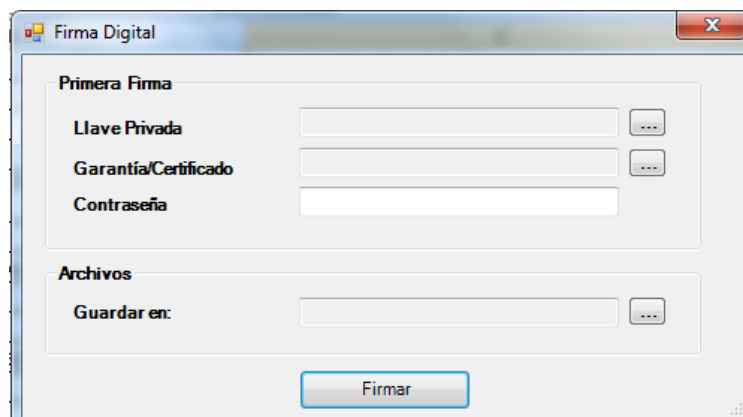 Firma Digital
Primera Firma
Llave Privada
...
Garantía/Certificado
...
Contraseña
Archivos
Guardar en:
...
Firmar